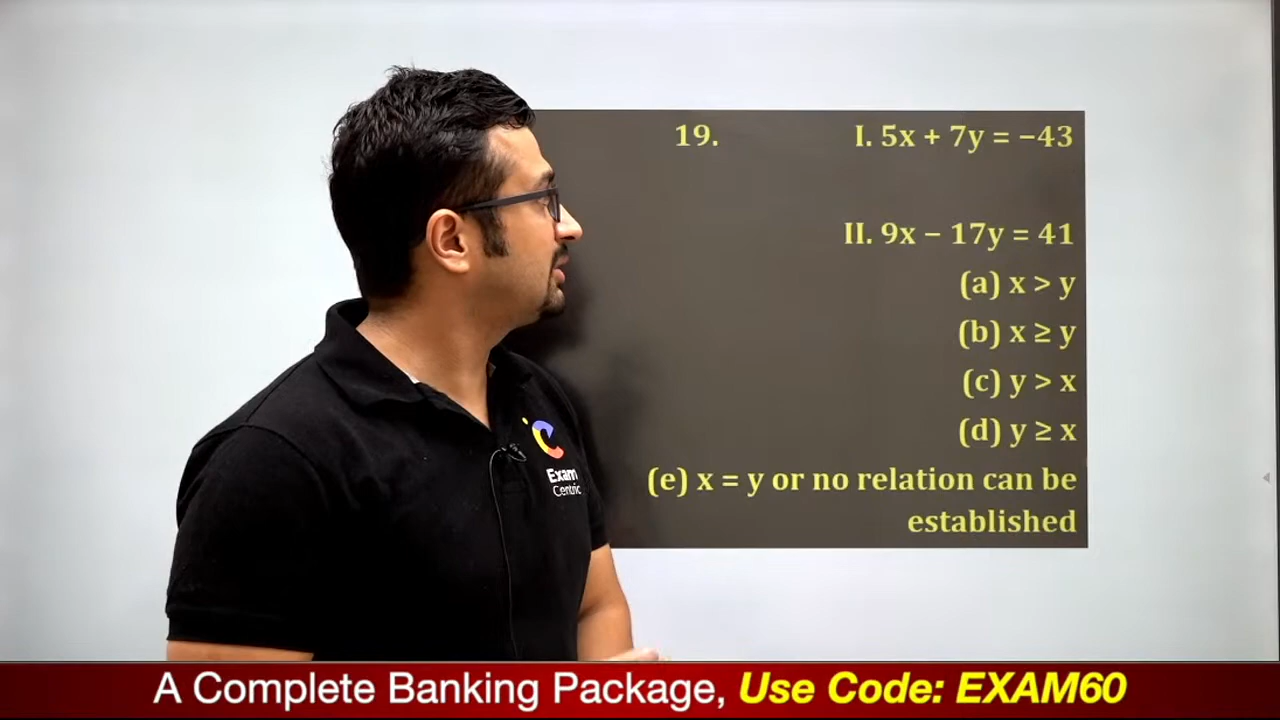 19. I. 5x + 7y = −43
II. 9x − 17y = 41
(a) x > y
(b) x ≥ y
(c) y > x
(d) y ≥ x
(e) x = y or no relation can be
established
Exam
Centric
A Complete Banking Package, Use Code: EXAM60